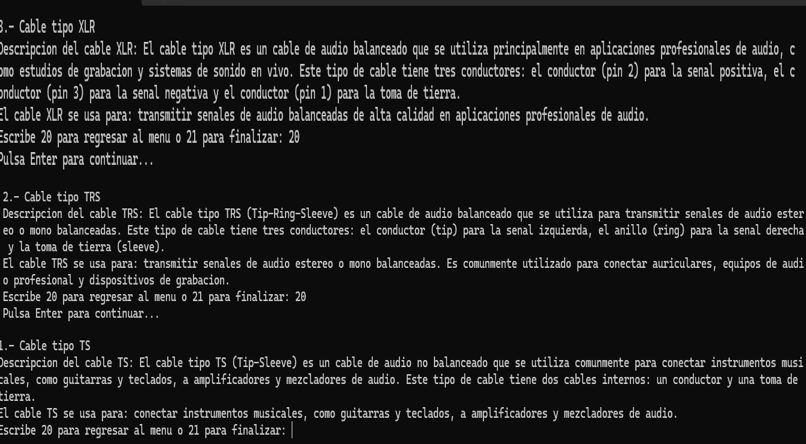 3.- Cable tipo XLR
Descripcion del cable XLR: El cable tipo XLR es un cable de audio balanceado que se utiliza principalmente en aplicaciones profesionales de audio, c
omo estudios de grabacion y sistemas de sonido en vivo. Este tipo de cable tiene tres conductores: el conductor (pin 2) para la senal positiva, el c
onductor (pin 3) para la senal negativa y el conductor (pin 1) para la toma de tierra.
El cable XLR se usa para: transmitir senales de audio balanceadas de alta calidad en aplicaciones profesionales de audio.
Escribe 20 para regresar al menu o 21 para finalizar: 20
Pulsa Enter para continuar...
2.- Cable tipo TRS
Descripcion del cable TRS: El cable tipo TRS (Tip-Ring-Sleeve) es un cable de audio balanceado que se utiliza para transmitir senales de audio ester
eo o mono balanceadas. Este tipo de cable tiene tres conductores: el conductor (tip) para la senal izquierda, el anillo (ring) para la senal derecha
y la toma de tierra (sleeve).
El cable TRS se usa para: transmitir senales de audio estereo o mono balanceadas. Es comunmente utilizado para conectar auriculares, equipos de audi
o profesional y dispositivos de grabacion.
Escribe 20 para regresar al menu o 21 para finalizar: 20
Pulsa Enter para continuar...
1.- Cable tipo TS
Descripcion del cable TS: El cable tipo TS (Tip-Sleeve) es un cable de audio no balanceado que se utiliza comunmente para conectar instrumentos musi
cales, como guitarras y teclados, a amplificadores y mezcladores de audio. Este tipo de cable tiene dos cables internos: un conductor y una toma de
tierra.
El cable TS se usa para: conectar instrumentos musicales, como guitarras y teclados, a amplificadores y mezcladores de audio.
Escribe 20 para regresar al menu o 21 para finalizar: